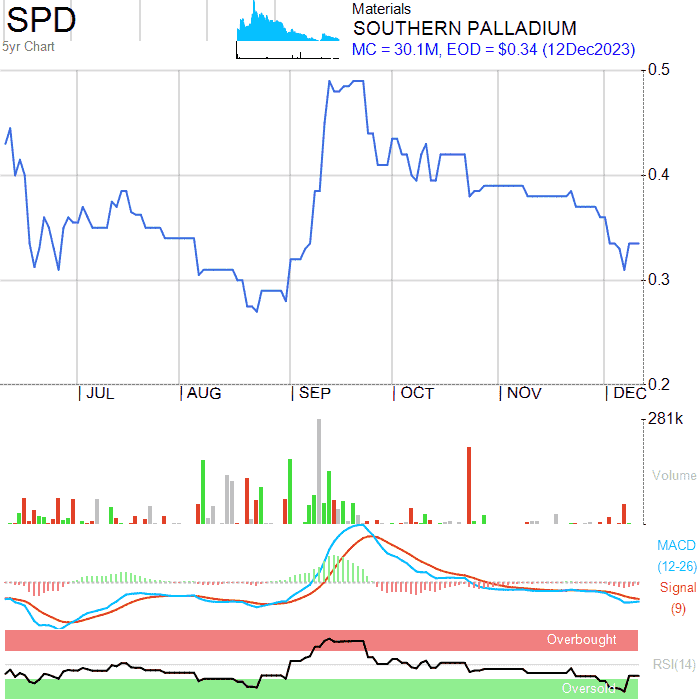 SPD
5yr Chart
Materials
SOUTHERN PALLADIUM
MC = 30.1M, EOD = $0.34 (12Dec2023)
0.5
0.4
0.3
0.2
JUL AUG SEP OCT NOV DEC
281k
Volume
MACD
(12-26)
Signal
(9)
Overbought
RSI(14)
Oversold